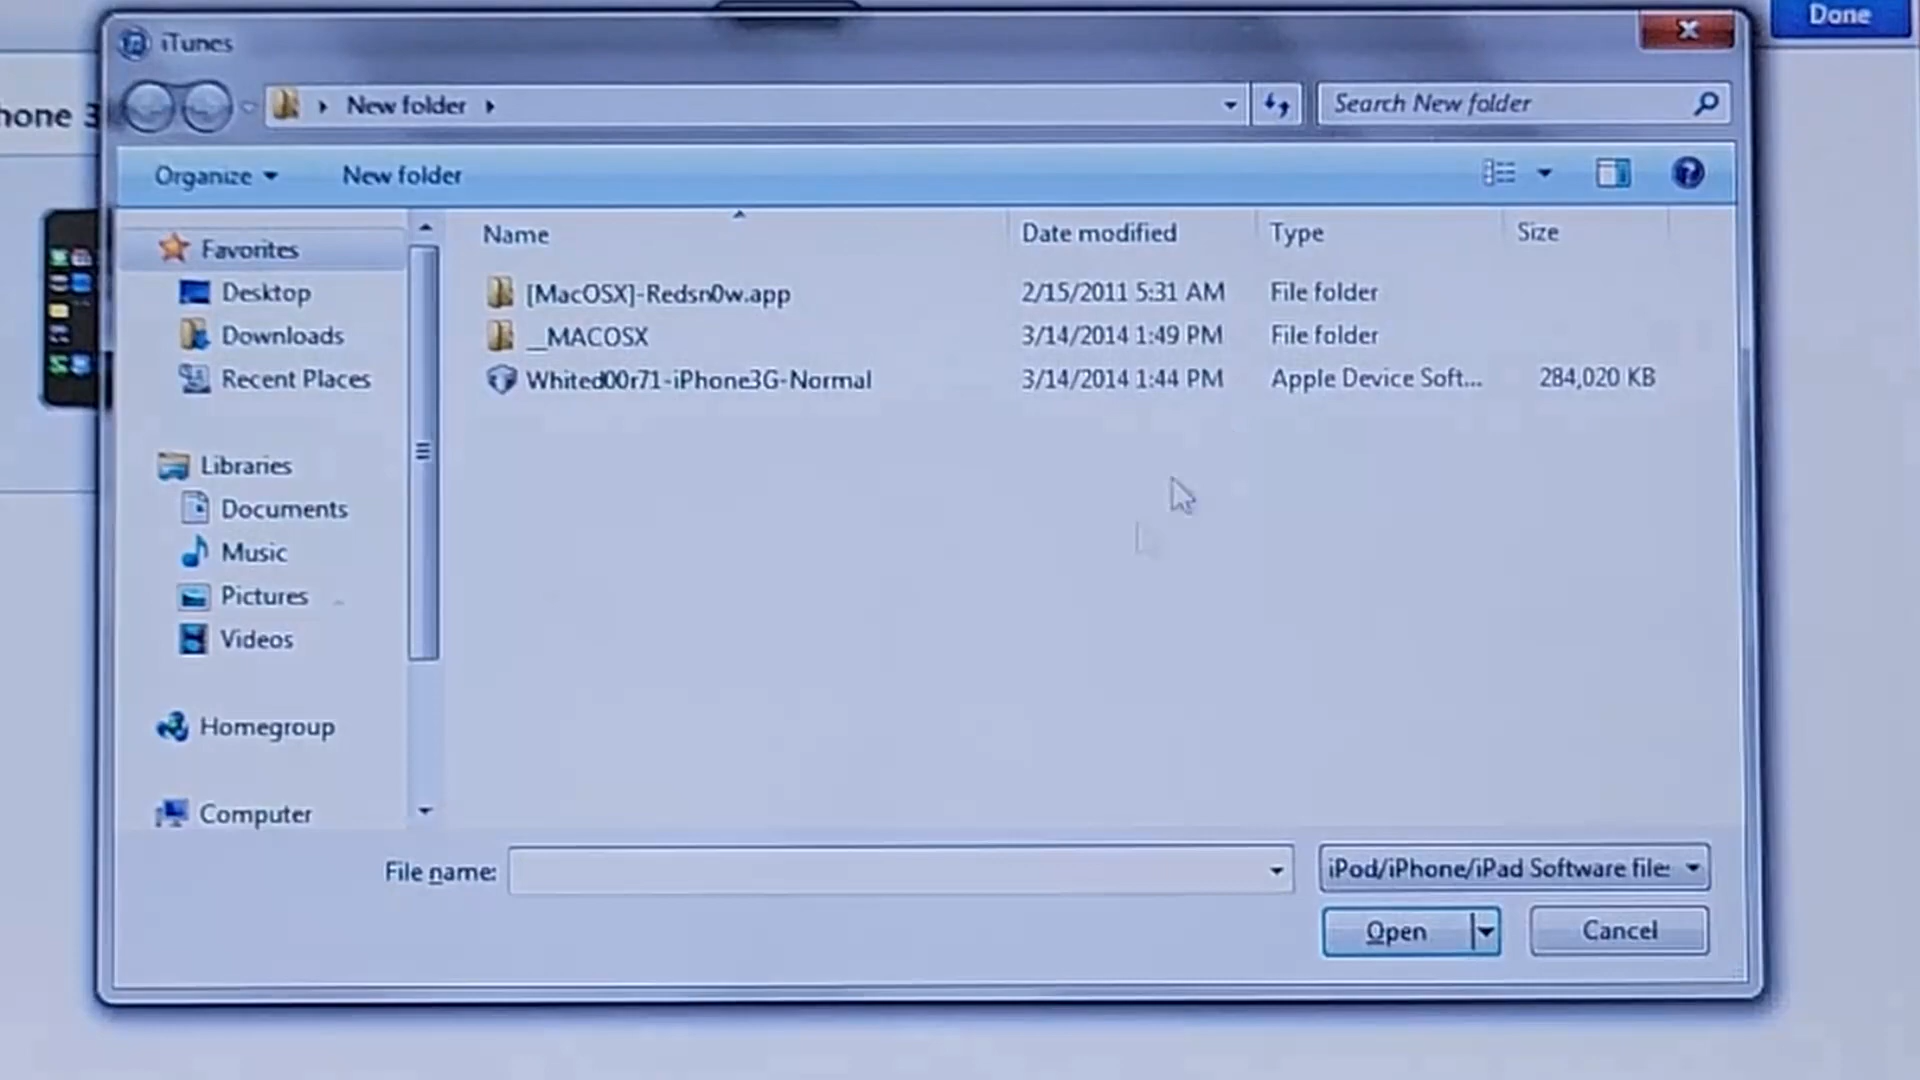 Done
iTunes
hone 3
New folder
Search New folder
Organize
New folder
Name
Date modified
Type
Size
Favorites
Desktop
Downloads
Recent Places
[MacOSX]-Redsn0w.app
2/15/2011 5:31 AM
File folder
__MACOSX
3/14/2014 1:49 PM
File folder
Whited00r71-iPhone3G-Normal
3/14/2014 1:44 PM
Apple Device Soft...
284,020 KB
Libraries
Documents
Music
Pictures
Videos
Homegroup
Computer
File name:
iPod/iPhone/iPad Software file
Open
Cancel